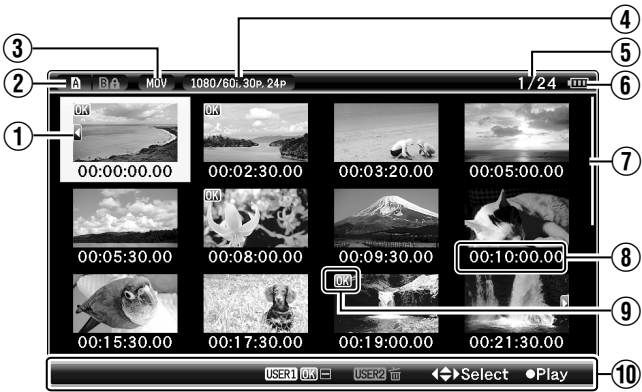 ④
③ ⑤
② A B MOV 1080/60i, 30P, 24P 1/24 ⑥
① OK OK ⑦
00:00:00.00 00:02:30.00 00:03:20.00 00:05:00.00
OK
00:05:30.00 00:08:00.00 00:09:30.00 00:10:00.00 ⑧
OK ⑨
00:15:30.00 00:17:30.00 00:19:00.00 00:21:30.00
USER1 OK USER2 Select ●Play ⑩